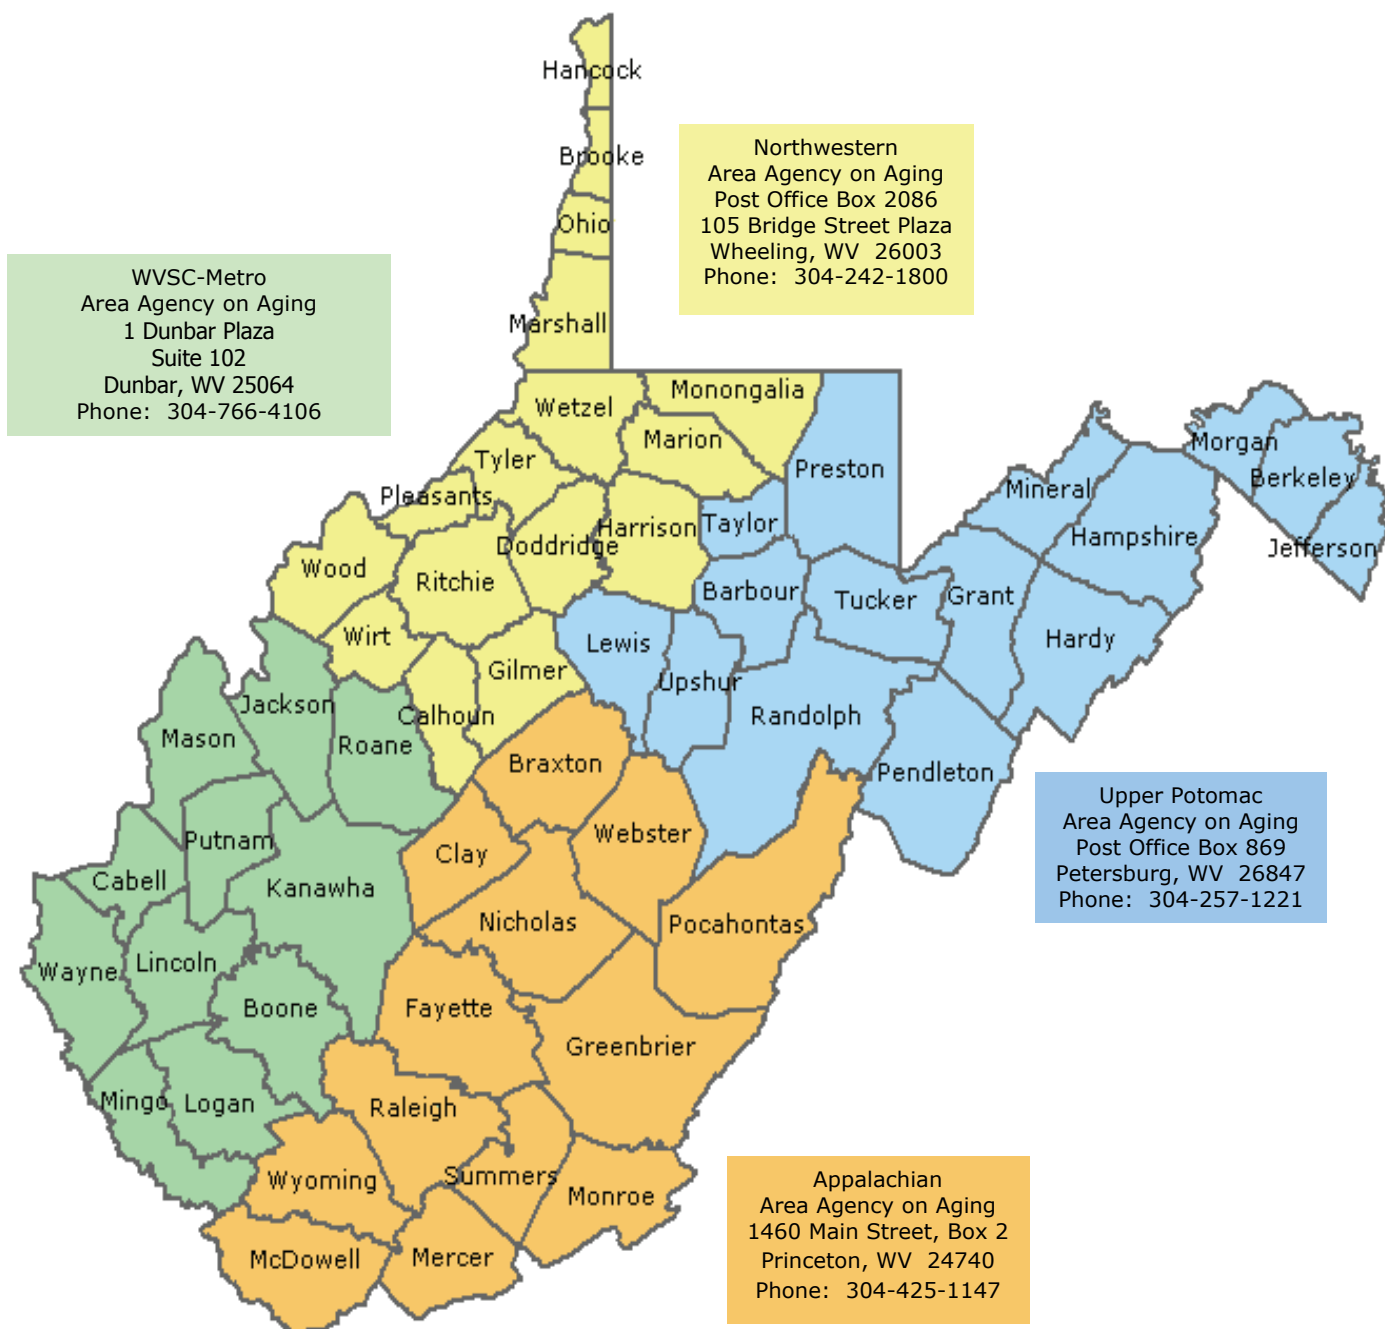 Hancock
Brooke
Ohio
Marshall
Northwestern
Area Agency on Aging
Post Office Box 2086
105 Bridge Street Plaza
Wheeling, WV 26003
Phone: 304-242-1800
WVSC-Metro
Area Agency on Aging
1 Dunbar Plaza
Suite 102
Dunbar, WV 25064
Phone: 304-766-4106
Wetzel
Monongalia
Marion
Tyler
Preston
Morgan
Berkeley
Mineral
Pleasants
Taylor
Harrison
Doddridge
Hampshire
Jefferson
Wood
Ritchie
Barbour
Tucker
Grant
Wirt
Lewis
Hardy
Gilmer
Upshur
Jackson
Calhoun
Randolph
Mason
Roane
Braxton
Pendleton
Upper Potomac
Area Agency on Aging
Post Office Box 869
Petersburg, WV 26847
Phone: 304-257-1221
Putnam
Webster
Clay
Cabell
Kanawha
Nicholas
Pocahontas
Wayne
Lincoln
Boone
Fayette
Greenbrier
Mingo
Logan
Raleigh
Wyoming
Summers
Monroe
McDowell
Mercer
Appalachian
Area Agency on Aging
1460 Main Street, Box 2
Princeton, WV 24740
Phone: 304-425-1147